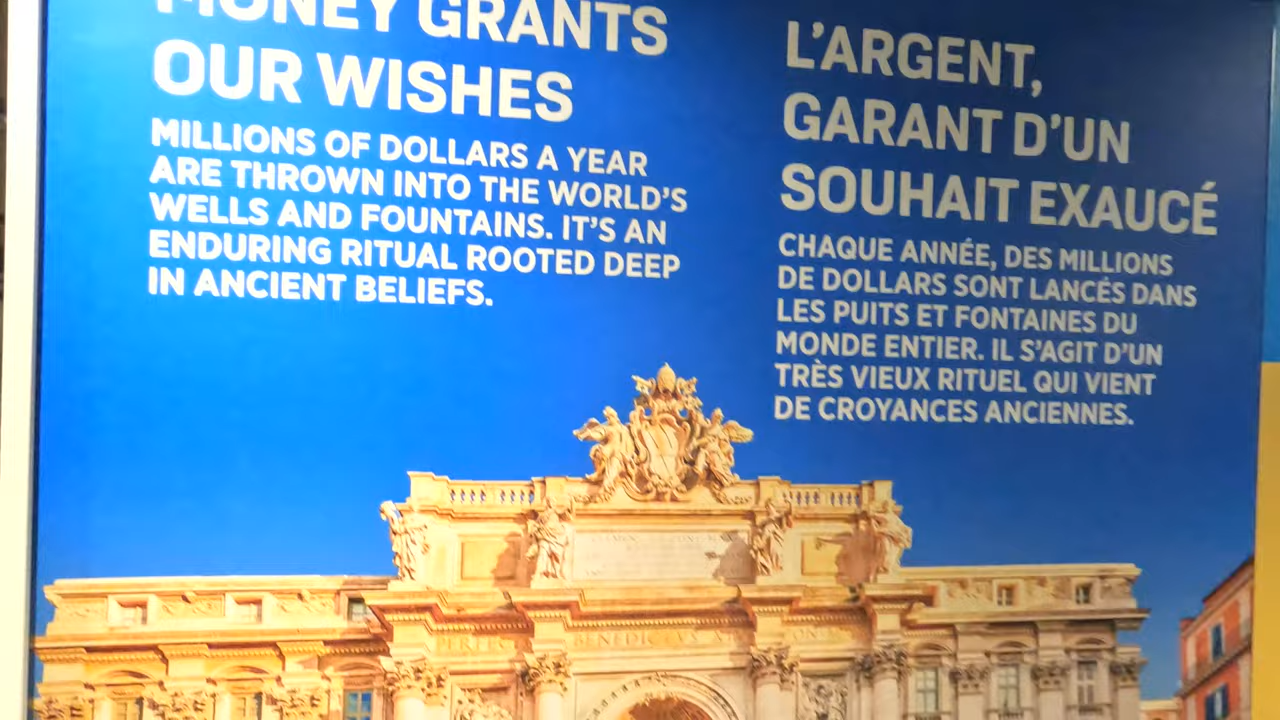 MONEY GRANTS
OUR WISHES
MILLIONS OF DOLLARS A YEAR
ARE THROWN INTO THE WORLD'S
WELLS AND FOUNTAINS. IT'S AN
ENDURING RITUAL ROOTED DEEP
IN ANCIENT BELIEFS.
L'ARGENT,
GARANT D'UN
SOUHAIT EXAUCÉ
CHAQUE ANNÉE, DES MILLIONS
DE DOLLARS SONT LANCÉS DANS
LES PUITS ET FONTAINES DU
MONDE ENTIER. IL S'AGIT D'UN
TRÈS VIEUX RITUEL QUI VIENT
DE CROYANCES ANCIENNES.